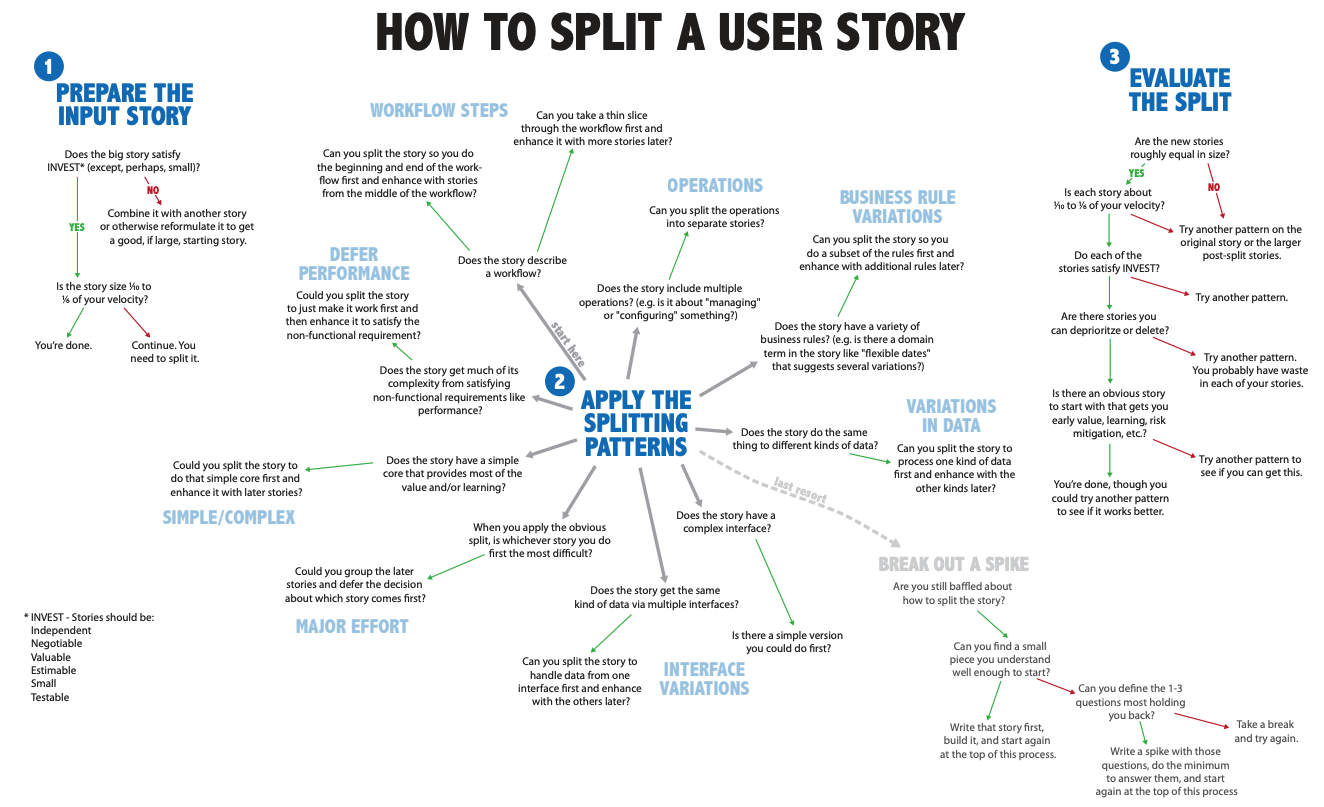 HOW TO SPLIT A USER STORY
1
PREPARE THE
INPUT STORY
Does the big story satisfy
INVEST* (except, perhaps, small)?
NO
Combine it with another story
or otherwise reformulate it to get
a good, if large, starting story.
YES
Is the story size 1⁄10 to
1⁄6 of your velocity?
You're done.
Continue. You
need to split it.
* INVEST - Stories should be:
Independent
Negotiable
Valuable
Estimable
Small
Testable
2
APPLY THE
SPLITTING
PATTERNS
start here
WORKFLOW STEPS
Can you take a thin slice
through the workflow first and
enhance it with more stories later?
Can you split the story so you do
the beginning and end of the work-
flow first and enhance with stories
from the middle of the workflow?
Does the story describe
a workflow?
OPERATIONS
Can you split the operations
into separate stories?
Does the story include multiple
operations? (e.g. is it about "managing"
or "configuring" something?)
BUSINESS RULE
VARIATIONS
Can you split the story so you
do a subset of the rules first and
enhance with additional rules later?
Does the story have a variety of
business rules? (e.g. is there a domain
term in the story like "flexible dates"
that suggests several variations?)
VARIATIONS
IN DATA
Does the story do the same
thing to different kinds of data?
Can you split the story to
process one kind of data
first and enhance with the
other kinds later?
DEFER
PERFORMANCE
Could you split the story
to just make it work first and
then enhance it to satisfy the
non-functional requirement?
Does the story get much of its
complexity from satisfying
non-functional requirements like
performance?
Does the story have a simple
core that provides most of the
value and/or learning?
Could you split the story to
do that simple core first and
enhance it with later stories?
SIMPLE/COMPLEX
When you apply the obvious
split, is whichever story you do
first the most difficult?
Could you group the later
stories and defer the decision
about which story comes first?
MAJOR EFFORT
Does the story have a
complex interface?
Is there a simple version
you could do first?
Does the story get the same
kind of data via multiple interfaces?
Can you split the story to
handle data from one
interface first and enhance
with the others later?
INTERFACE
VARIATIONS
last resort
BREAK OUT A SPIKE
Are you still baffled about
how to split the story?
Can you find a small
piece you understand
well enough to start?
Write that story first,
build it, and start again
at the top of this process.
Can you define the 1-3
questions most holding
you back?
Take a break
and try again.
Write a spike with those
questions, do the minimum
to answer them, and start
again at the top of this process
3
EVALUATE
THE SPLIT
Are the new stories
roughly equal in size?
YES
NO
Is each story about
1⁄10 to 1⁄6 of your velocity?
Try another pattern on the
original story or the larger
post-split stories.
Do each of the
stories satisfy INVEST?
Try another pattern.
Are there stories you
can deprioritze or delete?
Try another pattern.
You probably have waste
in each of your stories.
Is there an obvious story
to start with that gets you
early value, learning, risk
mitigation, etc.?
Try another pattern to
see if you can get this.
You're done, though you
could try another pattern
to see if it works better.